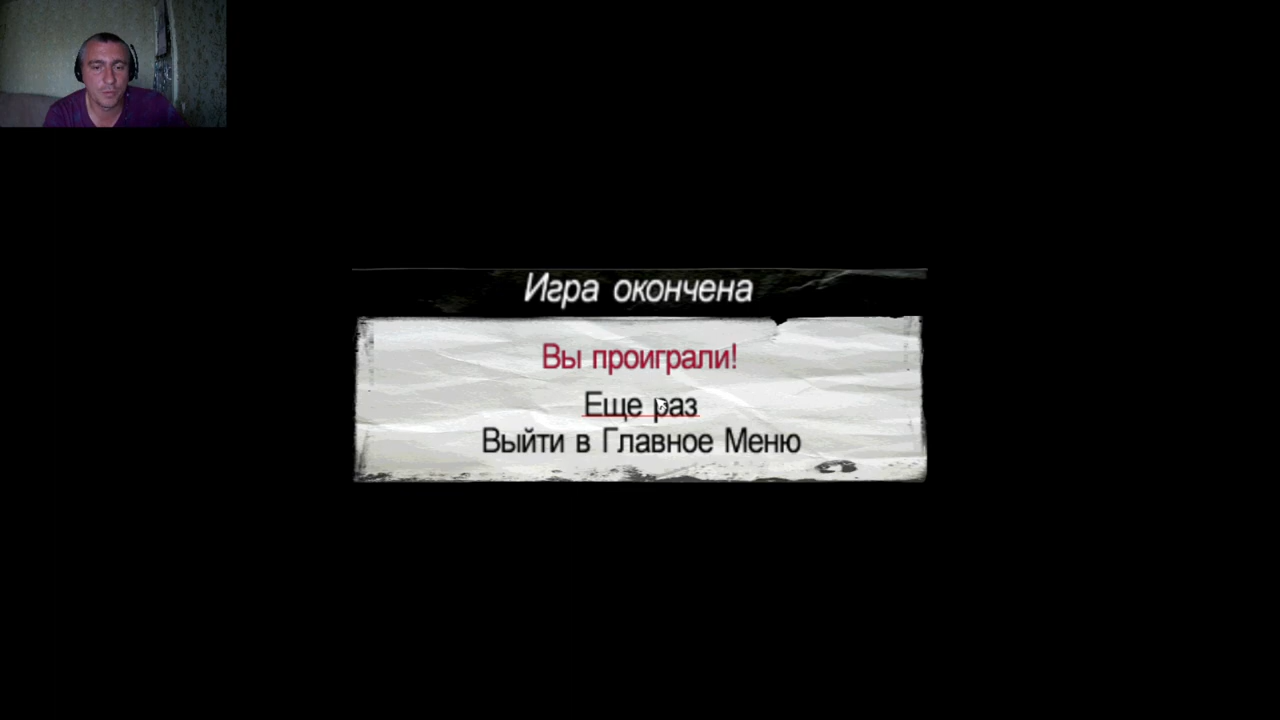 Игра окончена
Вы проиграли!
Еще раз
Выйти в Главное Меню